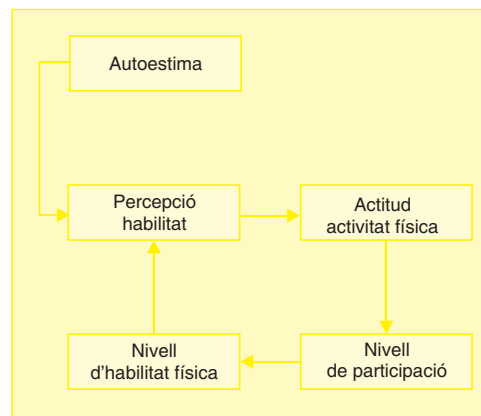 Autoestima
Percepció
habilitat
Actitud
activitat física
Nivell
d'habilitat física
Nivell
de participació